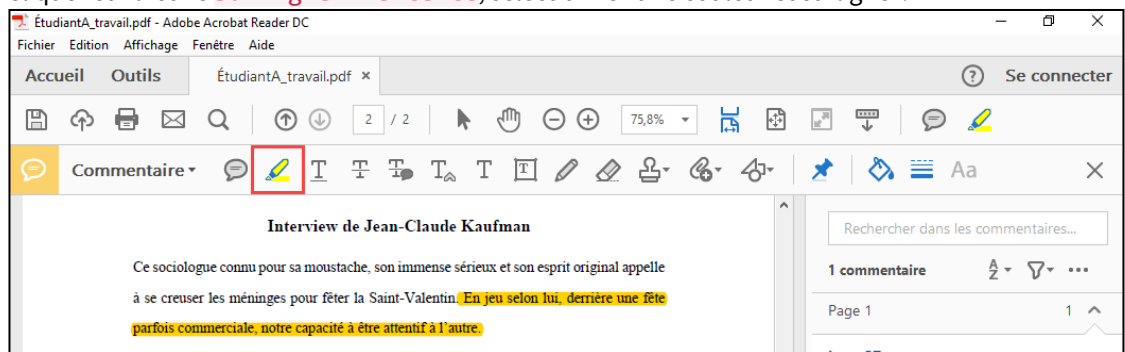 EtudiantA_travail.pdf - Adobe Acrobat Reader DC
Fichier Edition Affichage Fenêtre Aide
Accueil Outils ÉtudiantA_travail.pdf × Se connecter
2 / 2 75,8%
Commentaire
Interview de Jean-Claude Kaufman
Ce sociologue connu pour sa moustache, son immense sérieux et son esprit original appelle
à se creuser les méninges pour fêter la Saint-Valentin. En jeu selon lui, derrière une fête
parfois commerciale, notre capacité à être attentif à l'autre.
Rechercher dans les commentaires...
1 commentaire
Page 1 1